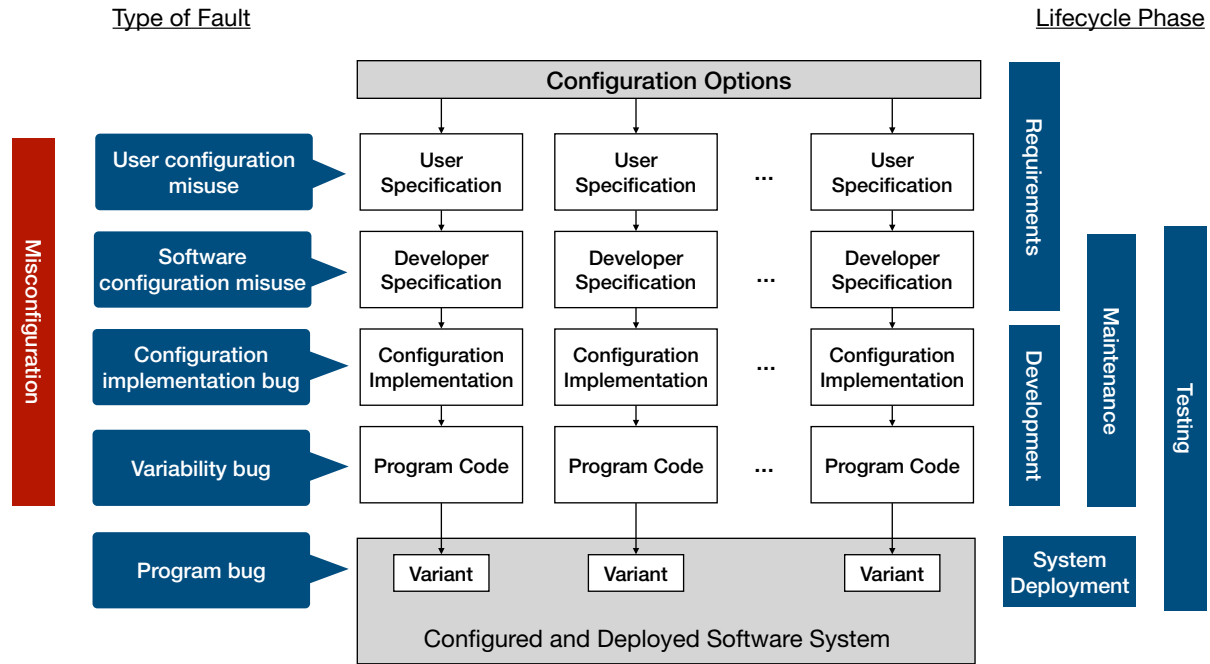 Type of Fault
Lifecycle Phase
Configuration Options
Misconfiguration
User configuration
misuse
User
Specification
User
Specification
...
User
Specification
Requirements
Software
configuration misuse
Developer
Specification
Developer
Specification
...
Developer
Specification
Maintenance
Testing
Configuration
implementation bug
Configuration
Implementation
Configuration
Implementation
...
Configuration
Implementation
Development
Variability bug
Program Code
Program Code
...
Program Code
Program bug
Variant
Variant
Variant
System
Deployment
Configured and Deployed Software System